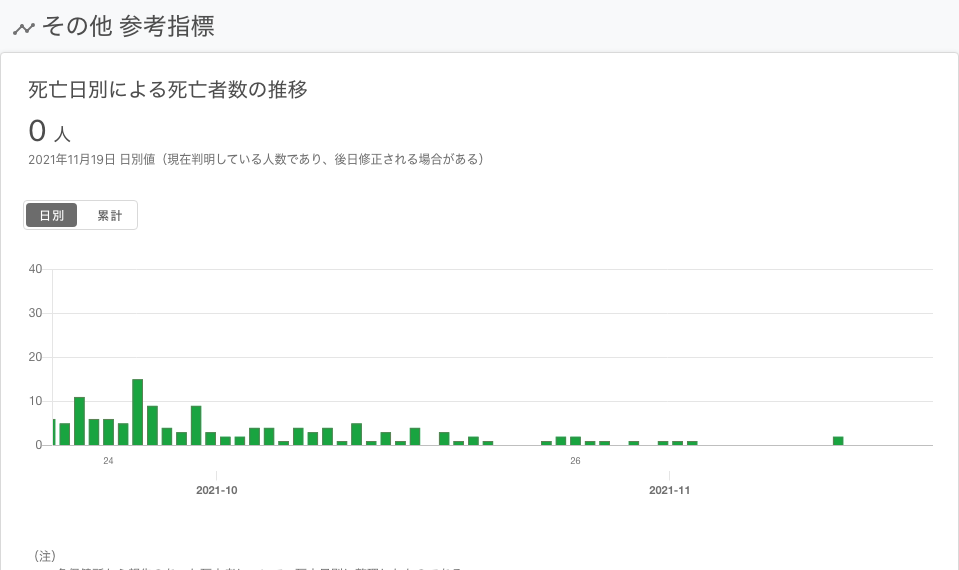 その他 参考指標
死亡日別による死亡者数の推移
0 人
2021年11月19日 日別値（現在判明している人数であり、後日修正される場合がある）
日別 累計
40
30
20
10
0
24 26
2021-10 2021-11
（注）